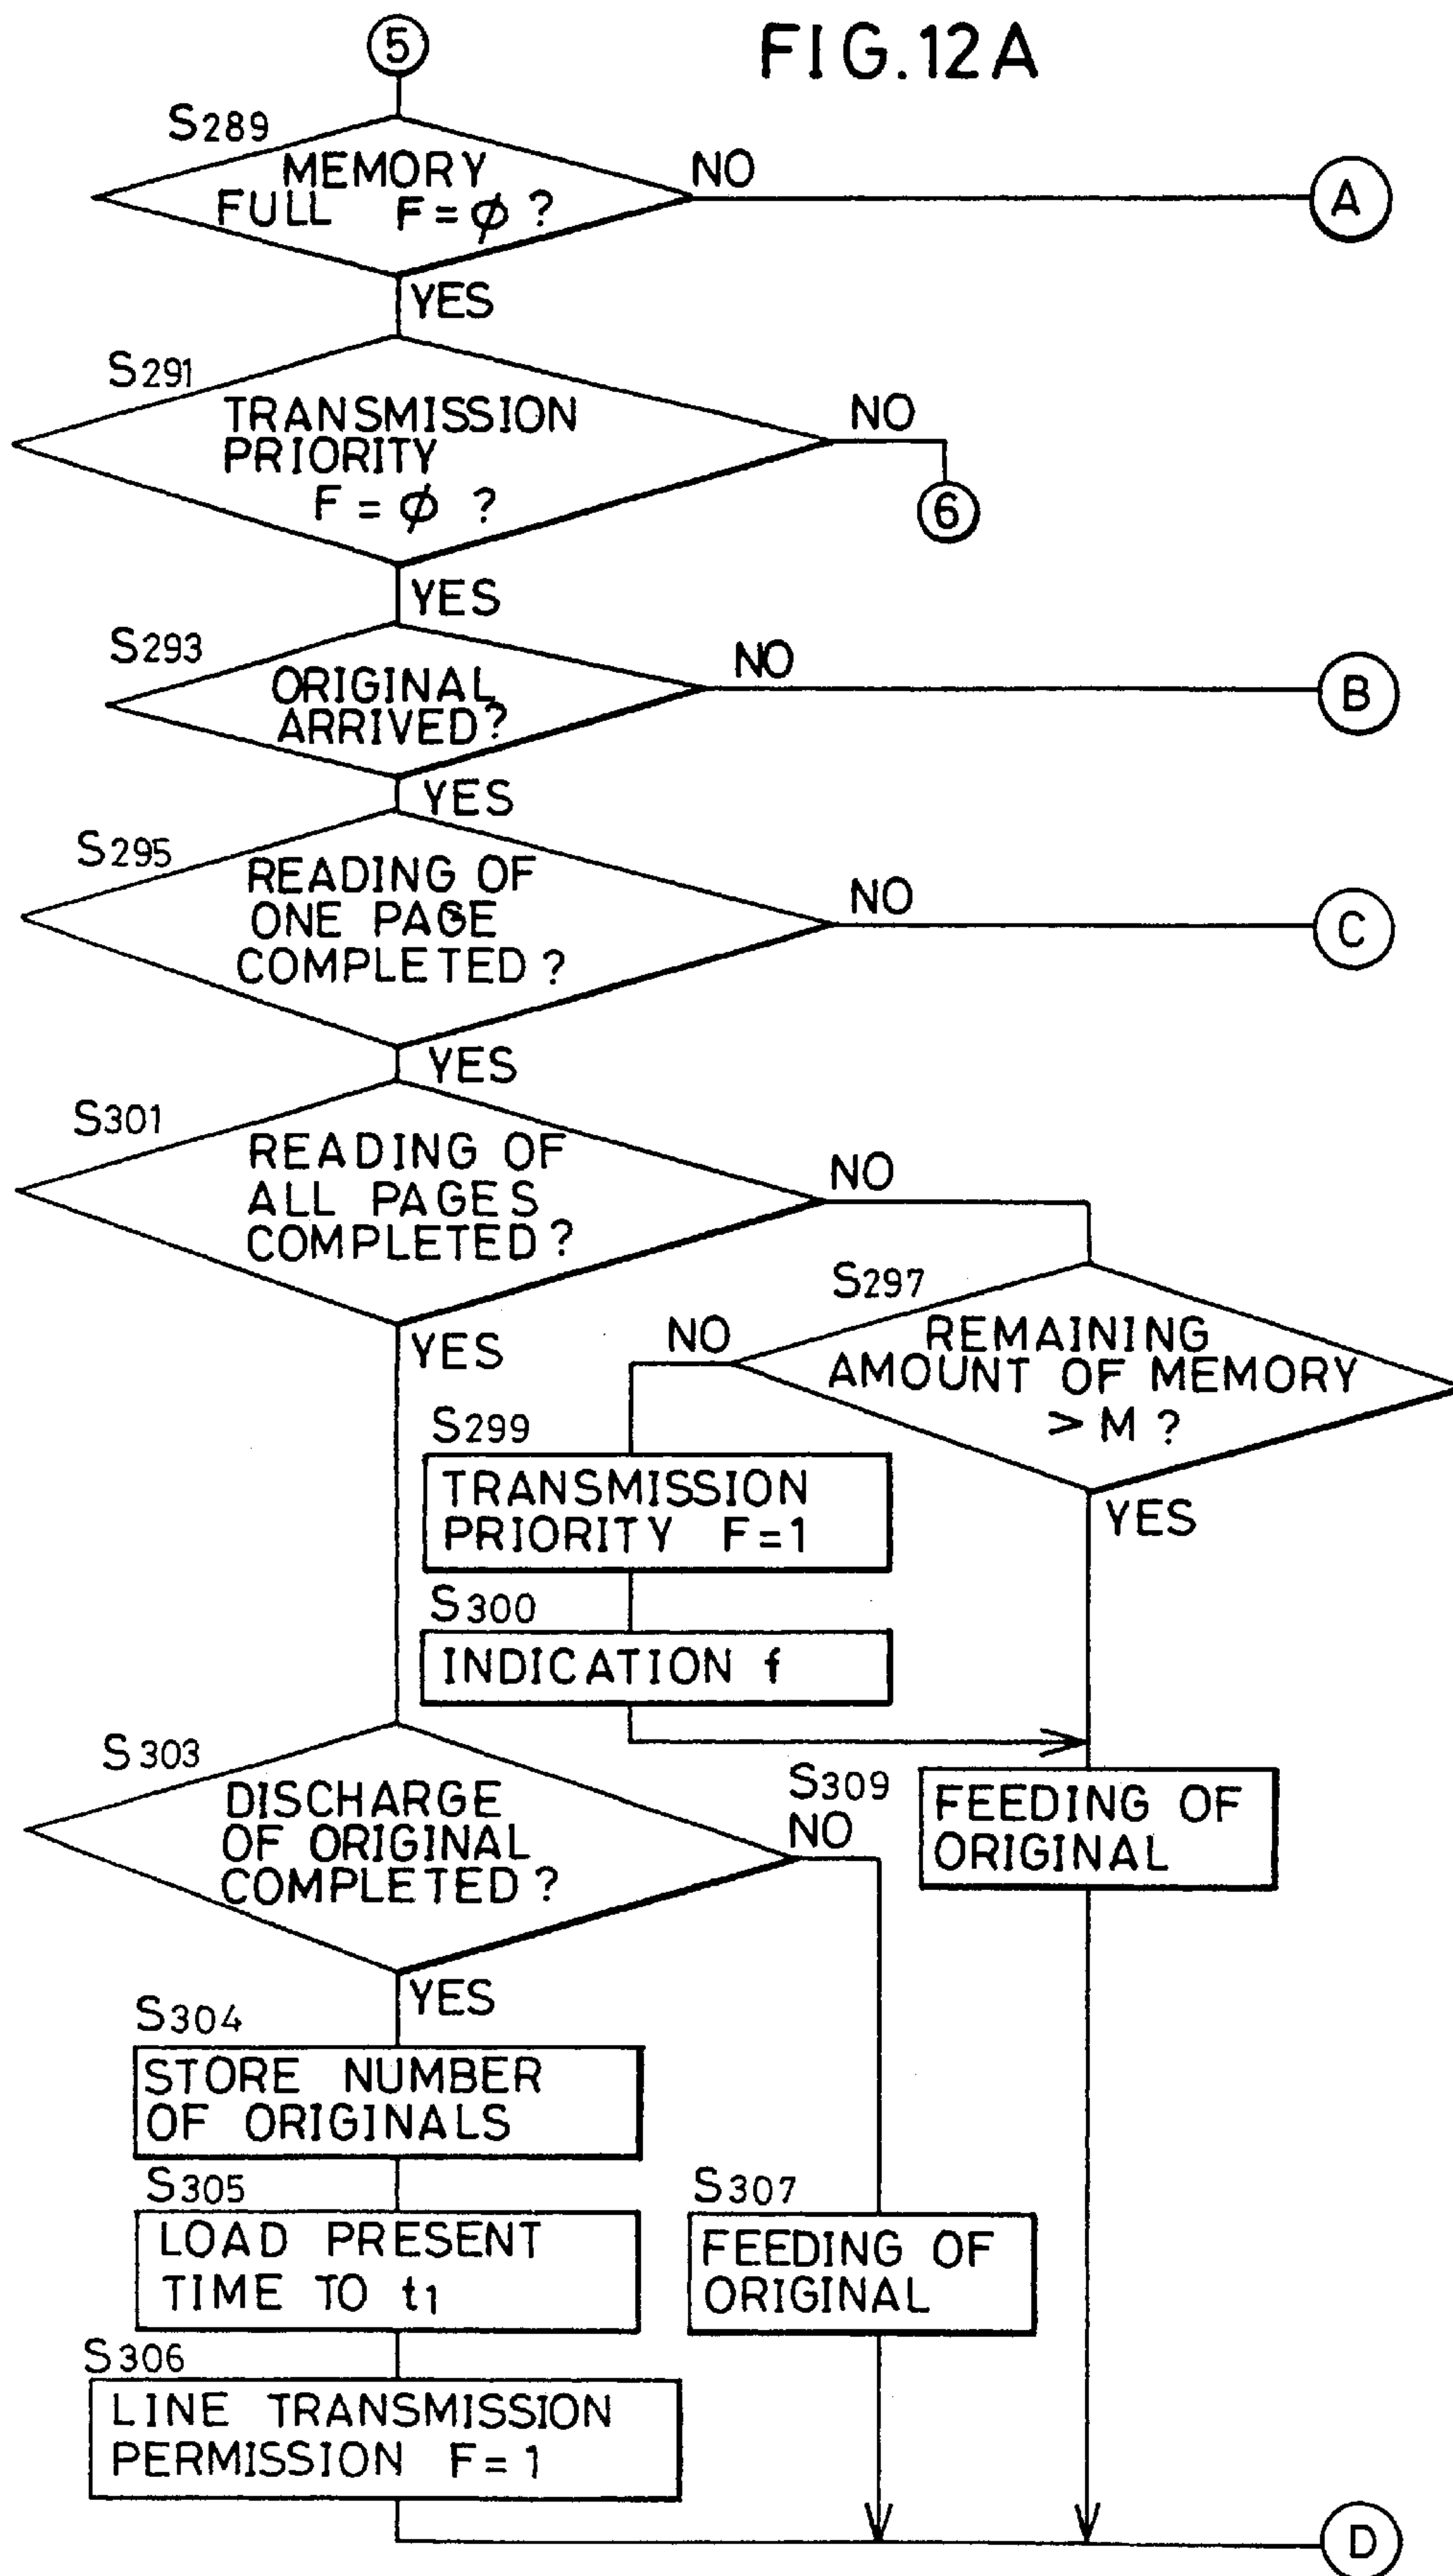 FIG.12A
5
S289
MEMORY
FULL F=ϕ ?
NO
A
YES
S291
TRANSMISSION
PRIORITY
F = ϕ ?
NO
6
YES
S293
ORIGINAL
ARRIVED?
NO
B
YES
S295
READING OF
ONE PAGE
COMPLETED ?
NO
C
YES
S301
READING OF
ALL PAGES
COMPLETED ?
NO
YES
S297
REMAINING
AMOUNT OF MEMORY
> M ?
NO
YES
S299
TRANSMISSION
PRIORITY F=1
S300
INDICATION f
S303
DISCHARGE
OF ORIGINAL
COMPLETED ?
NO
YES
S309
FEEDING OF
ORIGINAL
S304
STORE NUMBER
OF ORIGINALS
S305
LOAD PRESENT
TIME TO t1
S307
FEEDING OF
ORIGINAL
S306
LINE TRANSMISSION
PERMISSION F=1
D